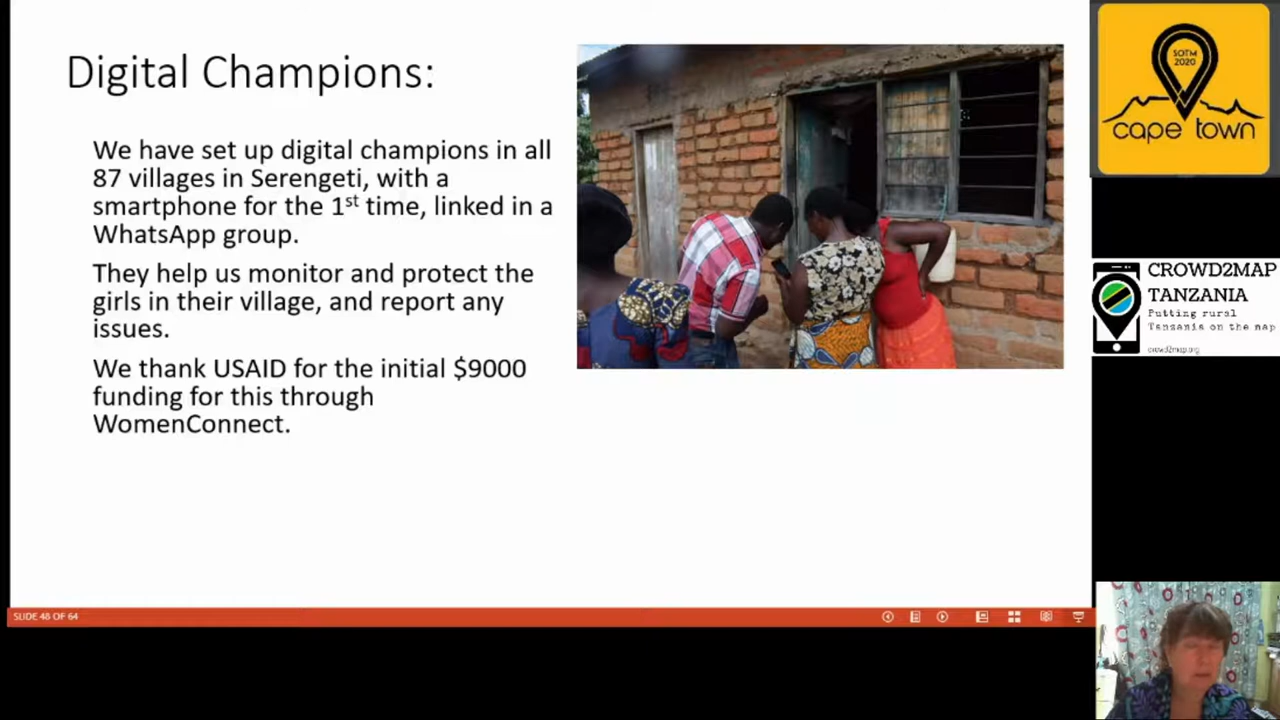 Digital Champions:
We have set up digital champions in all
87 villages in Serengeti, with a
smartphone for the 1st time, linked in a
WhatsApp group.
They help us monitor and protect the
girls in their village, and report any
issues.
We thank USAID for the initial $9000
funding for this through
WomenConnect.
SLIDE 48 OF 64
SOTM
2020
cape town
CROWD2MAP
TANZANIA
Putting rural
Tanzania on the map
crowd2map.org